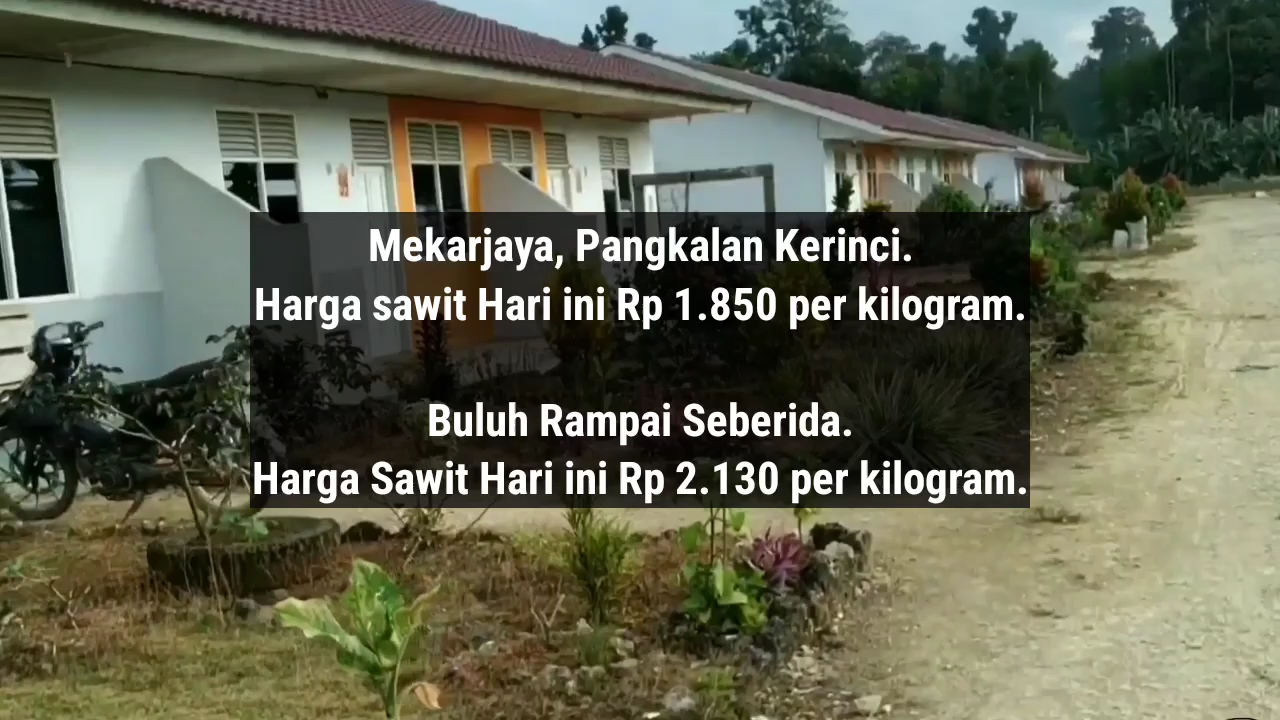 Mekarjaya, Pangkalan Kerinci.
Harga sawit Hari ini Rp 1.850 per kilogram.
Buluh Rampai Seberida.
Harga Sawit Hari ini Rp 2.130 per kilogram.